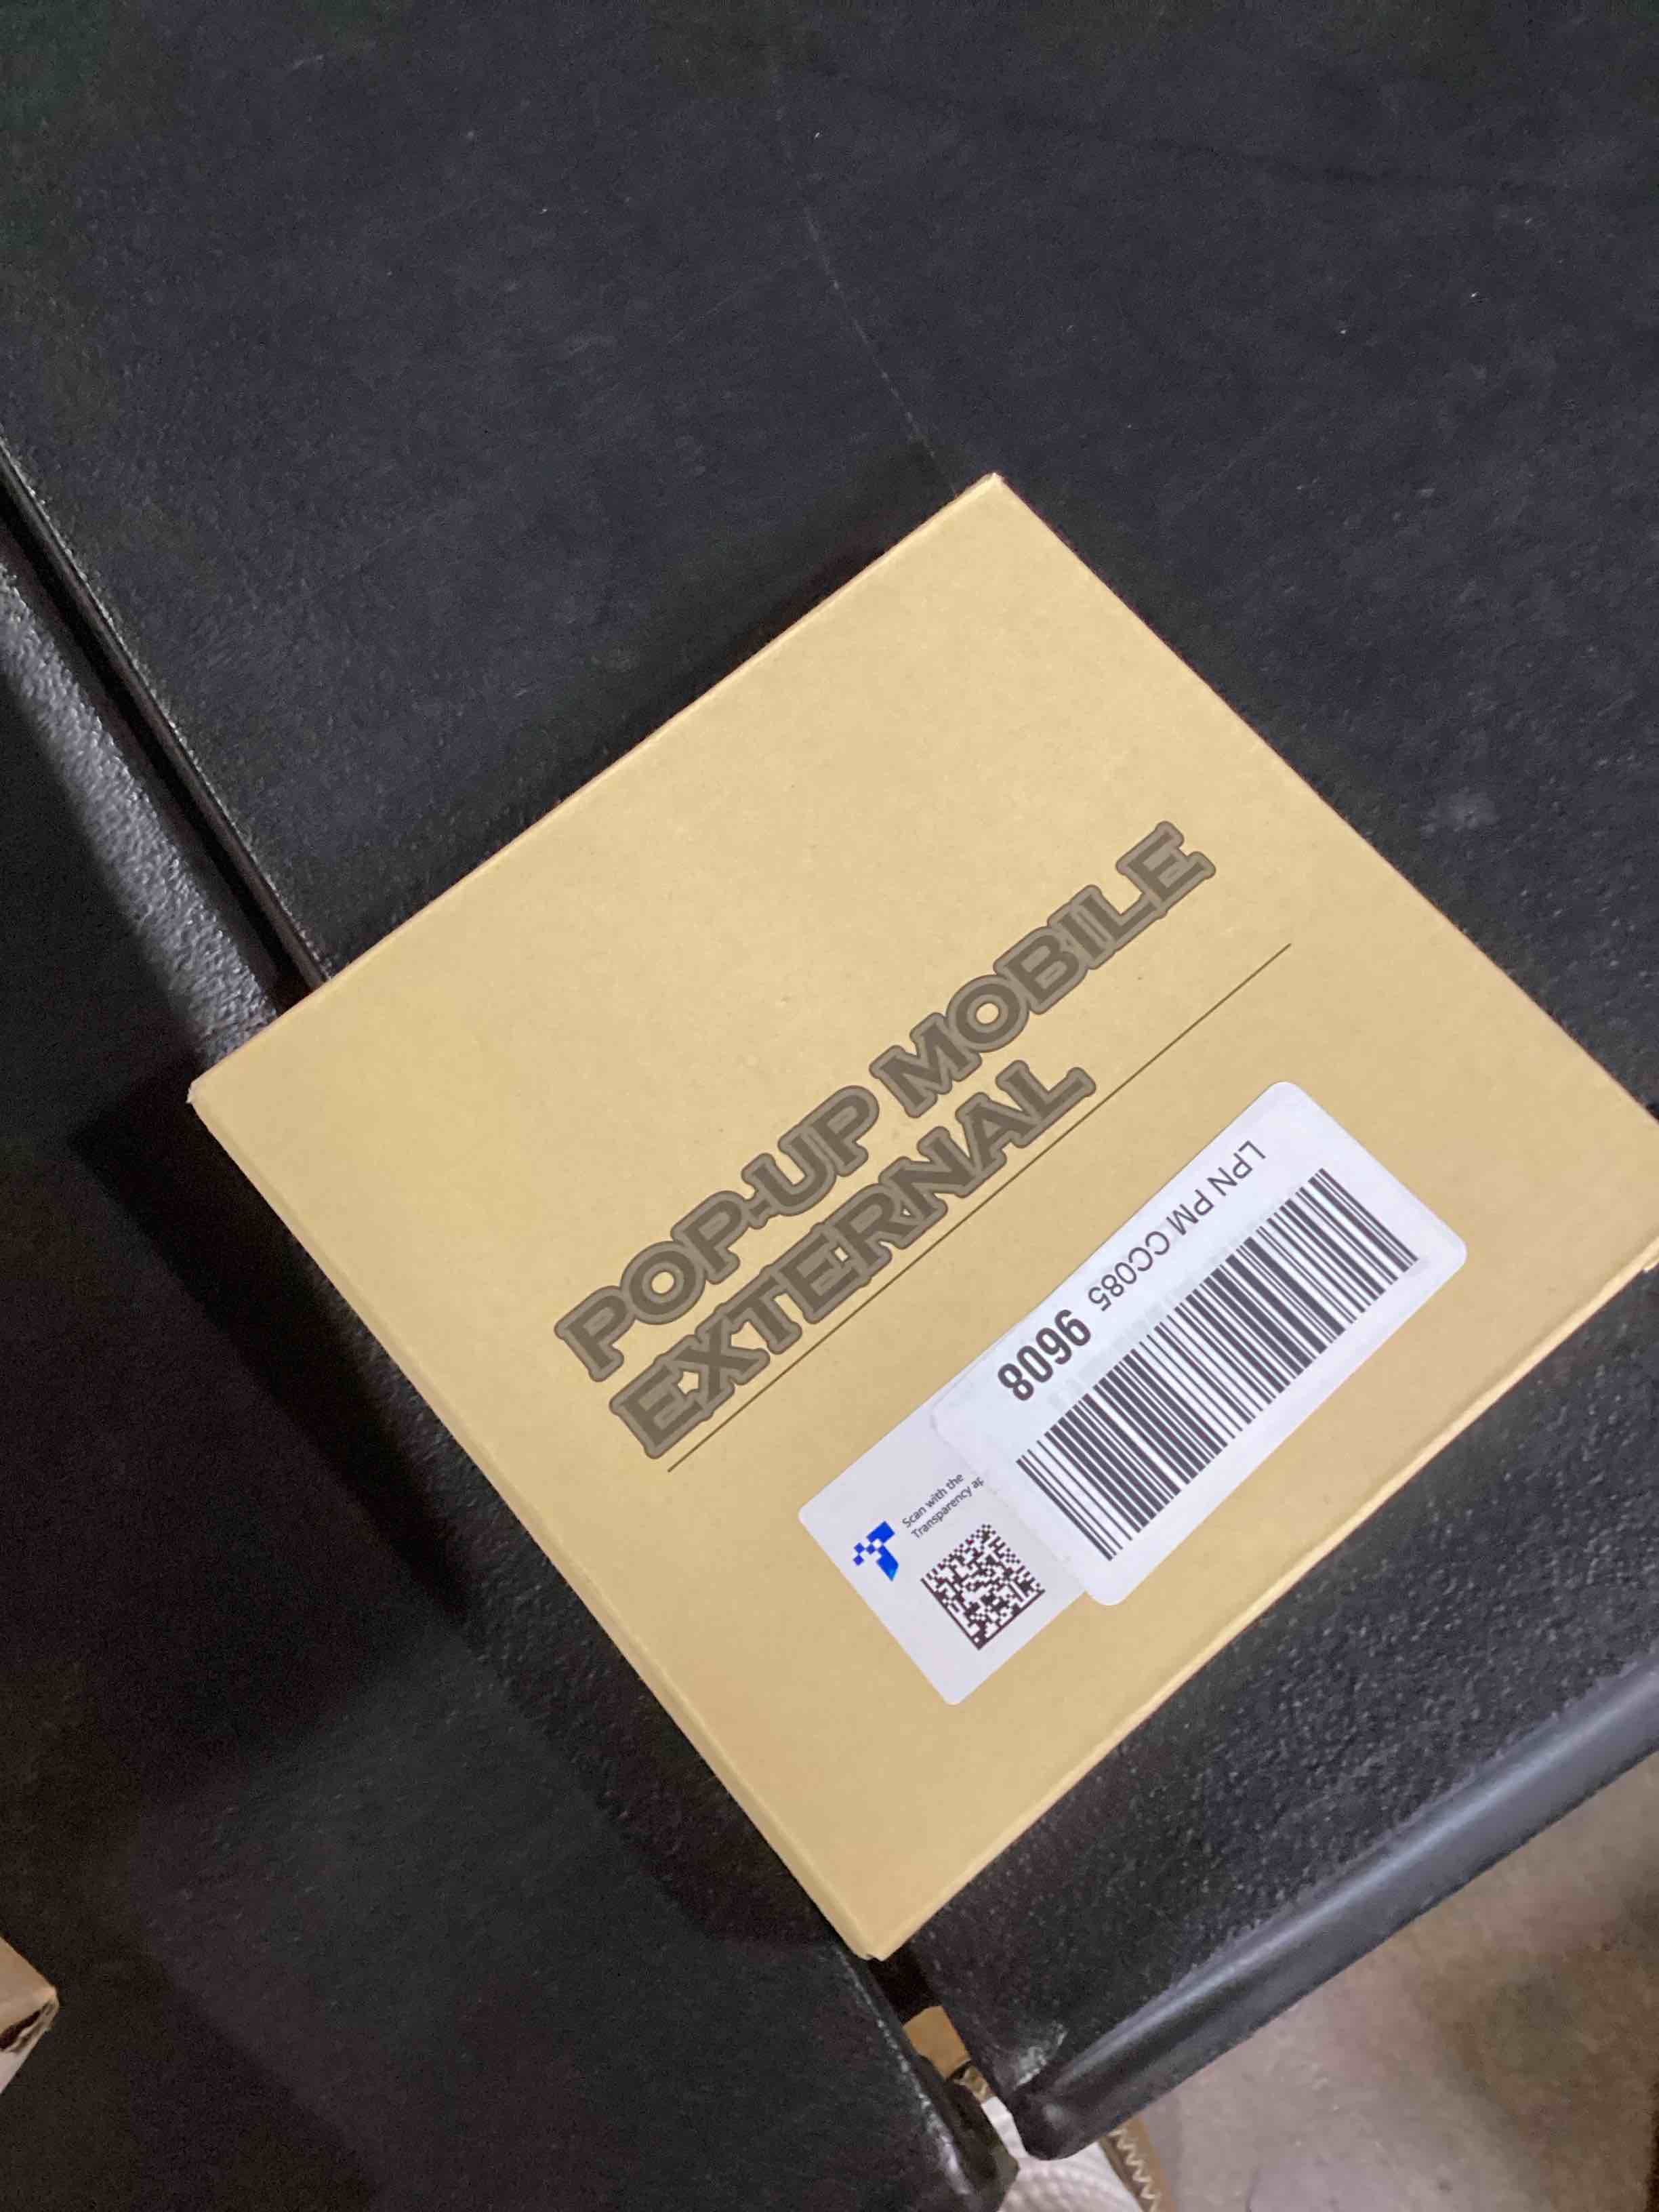 POP-UP MOBILE
EXTERNAL
LPN PM CC085 9608
Scan with the
Transparency